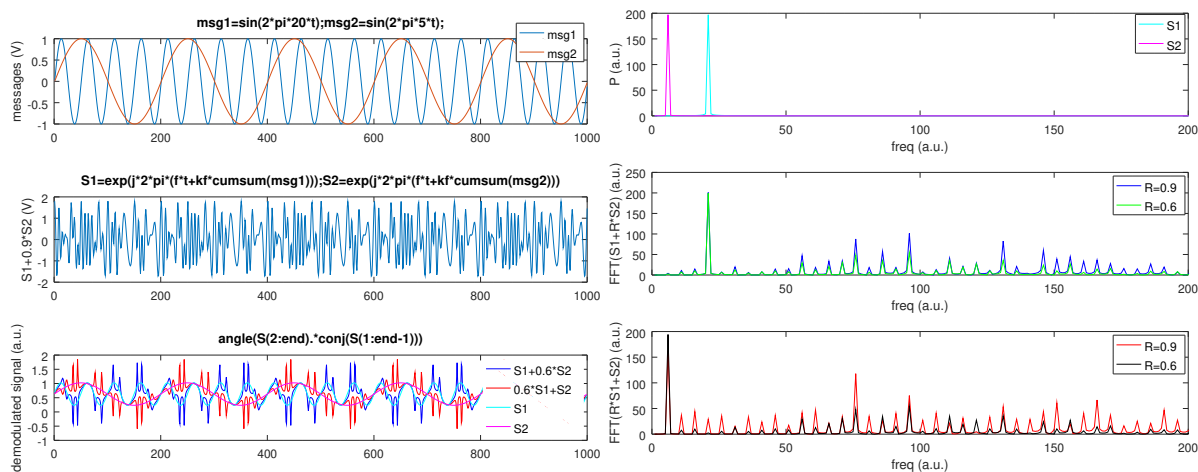 msg1=sin(2*pi*20*t);msg2=sin(2*pi*5*t);
messages (V)
1
0.5
0
-0.5
-1
msg1
msg2
0 200 400 600 800 1000
S1=exp(j*2*pi*(f*t+kf*cumsum(msg1)));S2=exp(j*2*pi*(f*t+kf*cumsum(msg2)))
S1+0.9*S2 (V)
2
1
0
-1
-2
0 200 400 600 800 1000
angle(S(2:end).*conj(S(1:end-1)))
demodulated signal (a.u.)
2
1.5
1
0.5
0
-0.5
-1
S1+0.6*S2
0.6*S1+S2
S1
S2
0 200 400 600 800 1000
P (a.u.)
200
150
100
50
0
S1
S2
0 50 100 150 200
freq (a.u.)
FFT(S1+R*S2) (a.u.)
250
200
150
100
50
0
R=0.9
R=0.6
0 50 100 150 200
freq (a.u.)
FFT(R*S1+S2)) (a.u.)
200
150
100
50
0
R=0.9
R=0.6
0 50 100 150 200
freq (a.u.)